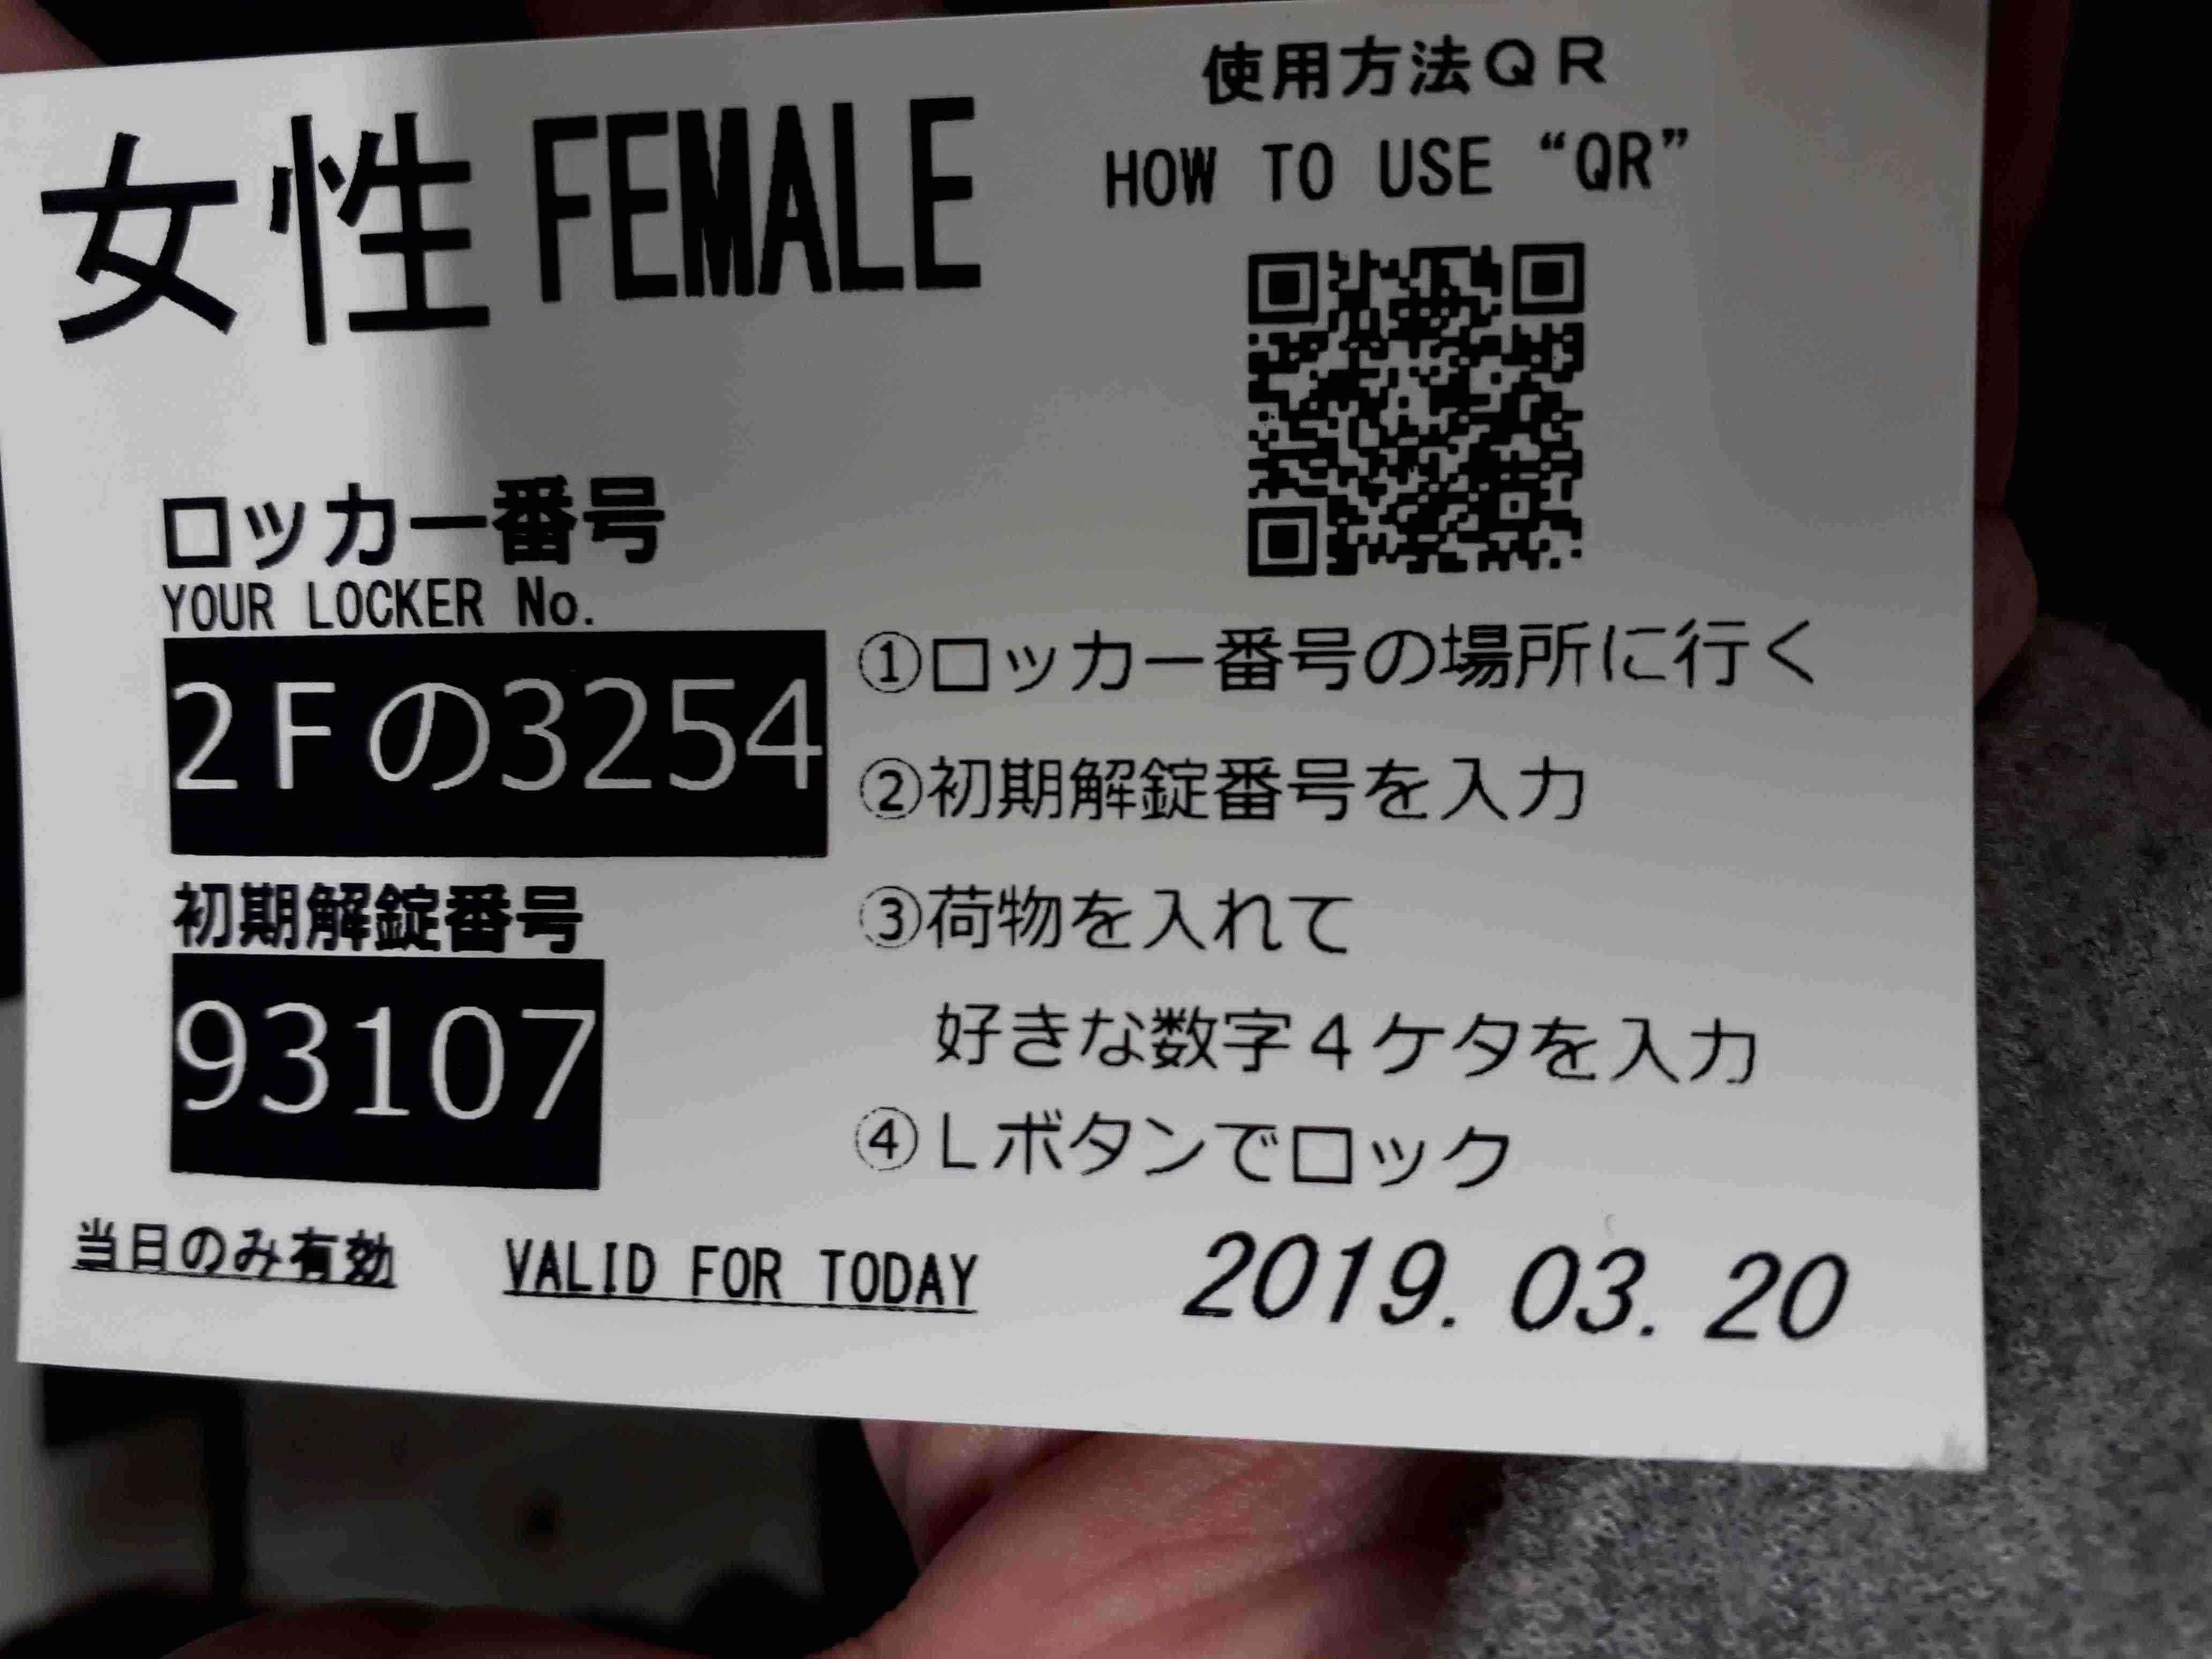 女性 FEMALE
使用方法QR
HOW TO USE “QR”
ロッカー番号
YOUR LOCKER No.
2Fの3254
初期解錠番号
93107
①ロッカー番号の場所に行く
②初期解錠番号を入力
③荷物を入れて
好きな数字4ケタを入力
④Lボタンでロック
当日のみ有効 VALID FOR TODAY 2019.03.20